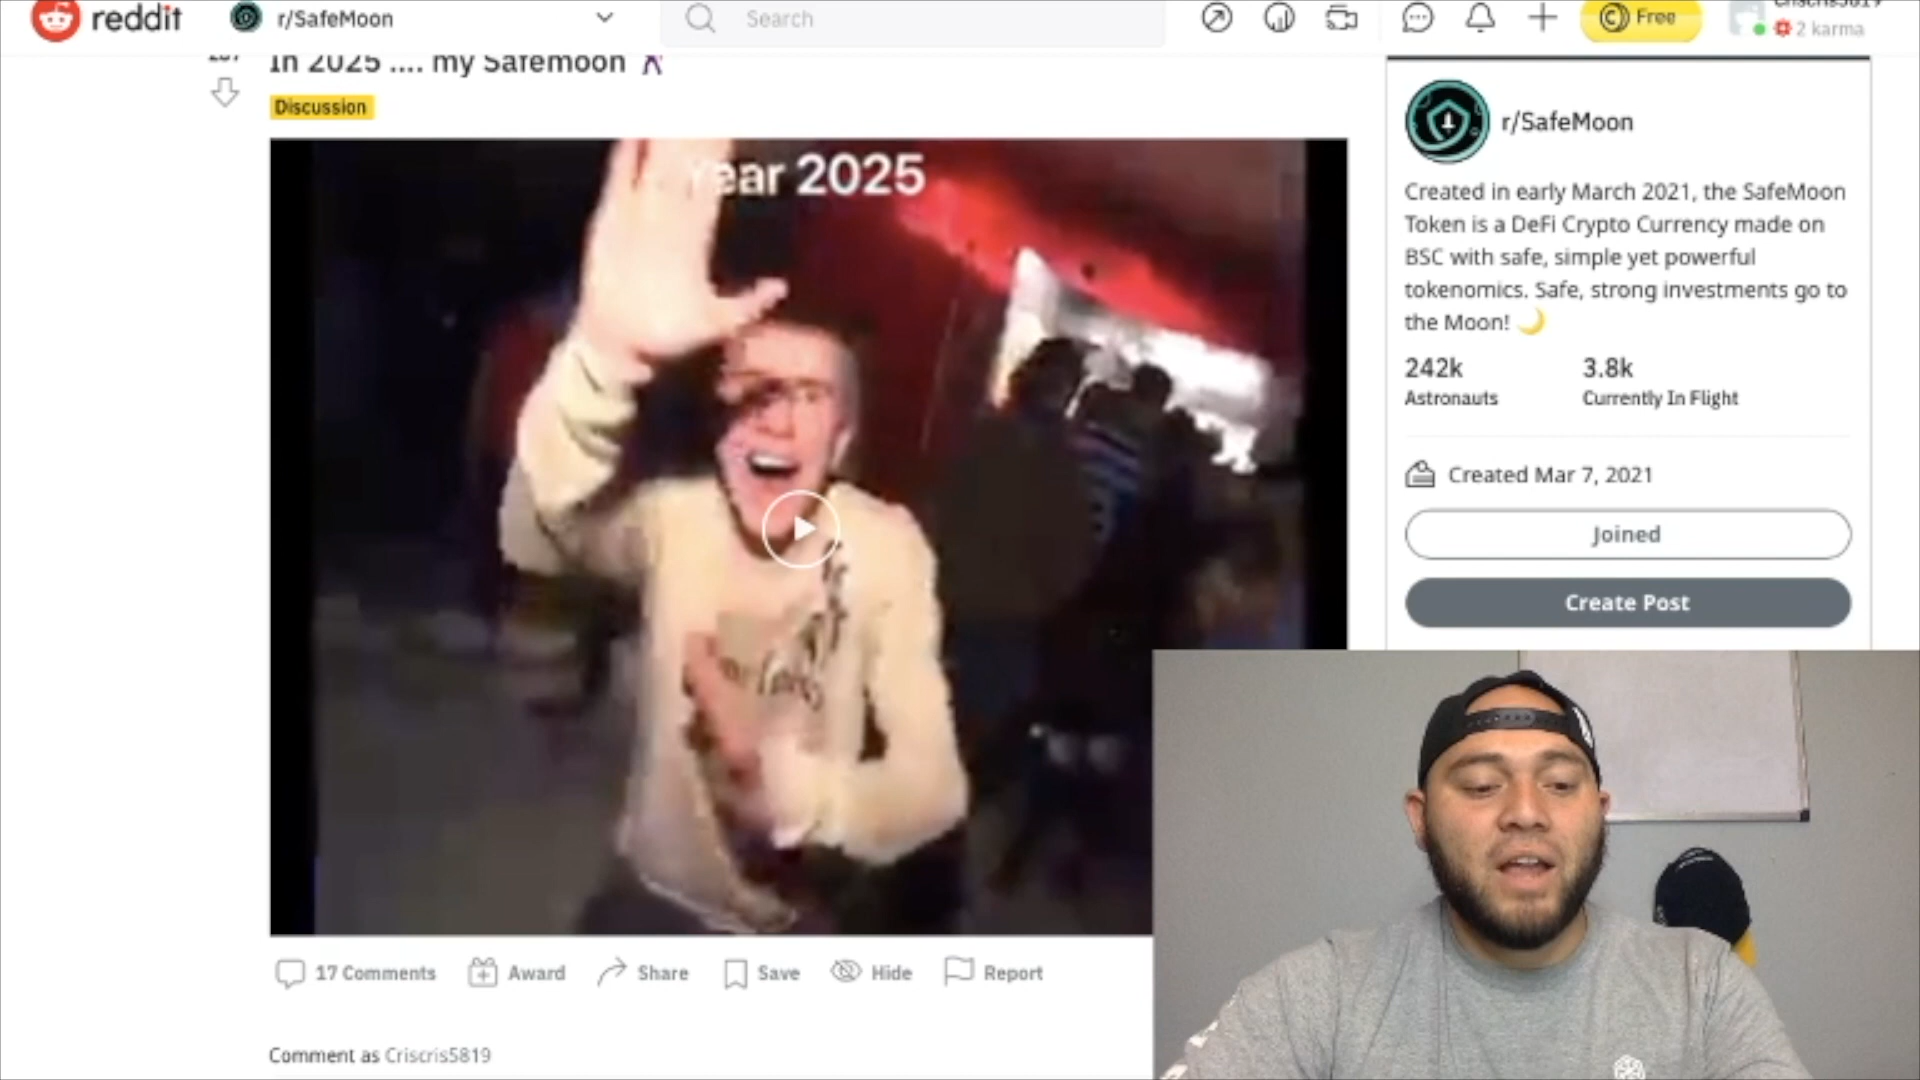 reddit
r/SafeMoon
Search
Free
2 karma
In 2025 .... my Safemoon
Discussion
Year 2025
r/SafeMoon
Created in early March 2021, the SafeMoon
Token is a DeFi Crypto Currency made on
BSC with safe, simple yet powerful
tokenomics. Safe, strong investments go to
the Moon! 🌙
242k
3.8k
Astronauts
Currently In Flight
Created Mar 7, 2021
Joined
Create Post
17 Comments
Award
Share
Save
Hide
Report
Comment as Criscris5819